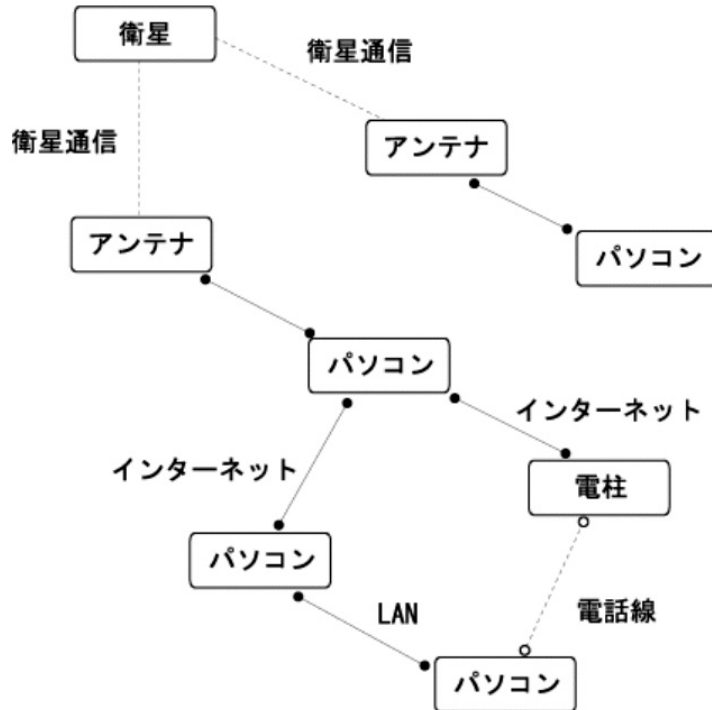 衛星
衛星通信
衛星通信
アンテナ
アンテナ
パソコン
パソコン
インターネット
インターネット
電柱
パソコン
LAN
電話線
パソコン